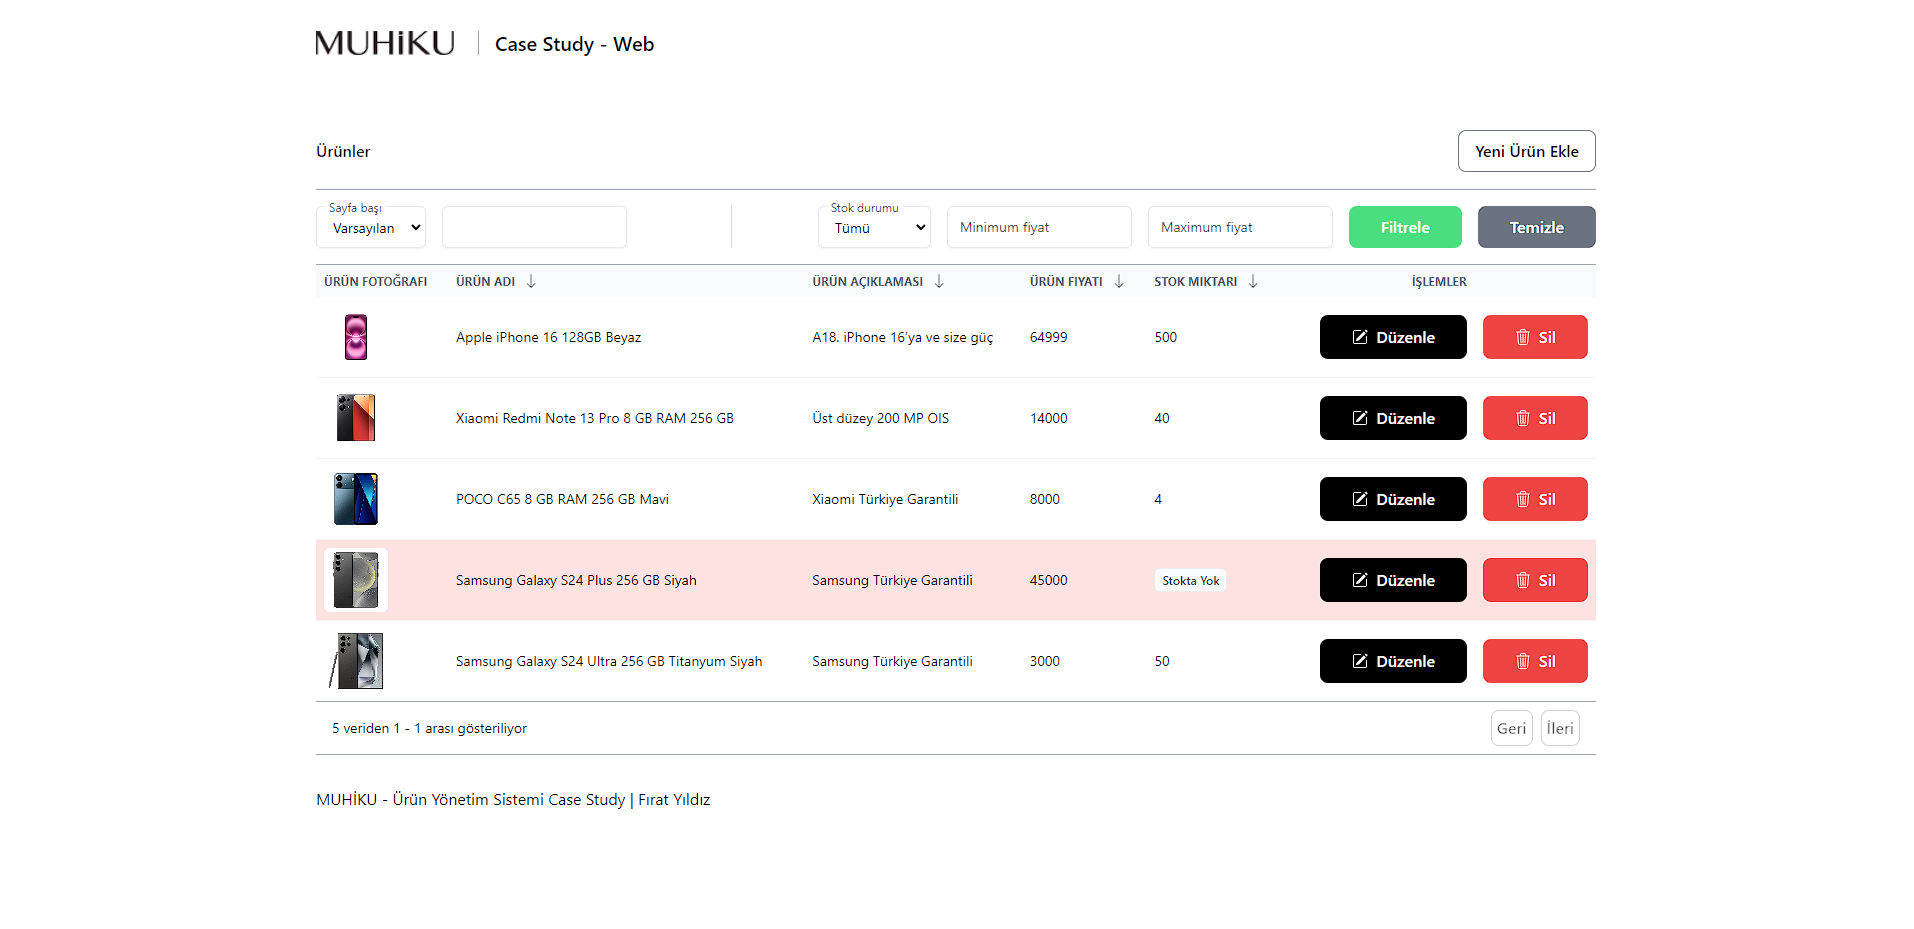 MUHiKU | Case Study - Web
Ürünler
Yeni Ürün Ekle
Sayfa başı
Varsayılan
Stok durumu
Tümü
Minimum fiyat
Maximum fiyat
Filtrele
Temizle
ÜRÜN FOTOĞRAFI ÜRÜN ADI ÜRÜN AÇIKLAMASI ÜRÜN FIYATI STOK MIKTARI İŞLEMLER
Apple iPhone 16 128GB Beyaz A18. iPhone 16'ya ve size güç 64999 500 Düzenle Sil
Xiaomi Redmi Note 13 Pro 8 GB RAM 256 GB Üst düzey 200 MP OIS 14000 40 Düzenle Sil
POCO C65 8 GB RAM 256 GB Mavi Xiaomi Türkiye Garantili 8000 4 Düzenle Sil
Samsung Galaxy S24 Plus 256 GB Siyah Samsung Türkiye Garantili 45000 Stokta Yok Düzenle Sil
Samsung Galaxy S24 Ultra 256 GB Titanyum Siyah Samsung Türkiye Garantili 3000 50 Düzenle Sil
5 veriden 1 - 1 arası gösteriliyor Geri İleri
MUHİKU - Ürün Yönetim Sistemi Case Study | Fırat Yıldız